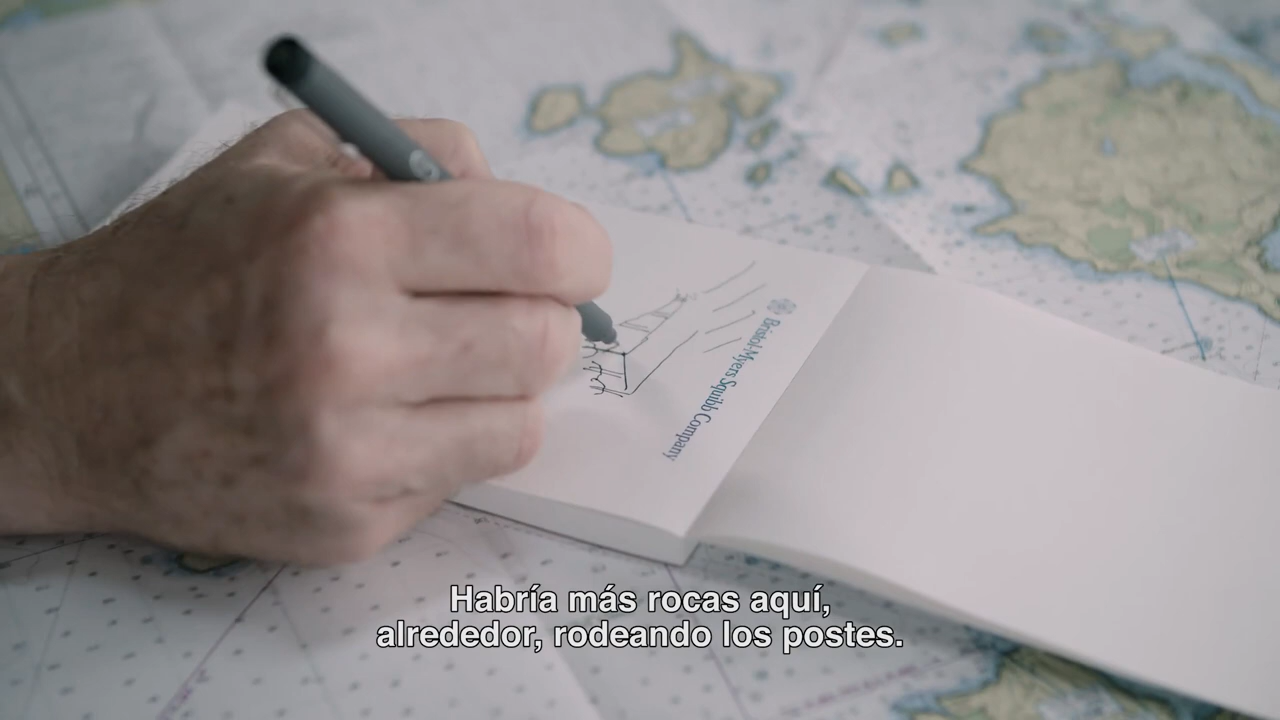 Bristol-Myers Squibb Company
Habría más rocas aquí,
alrededor, rodeando los postes.